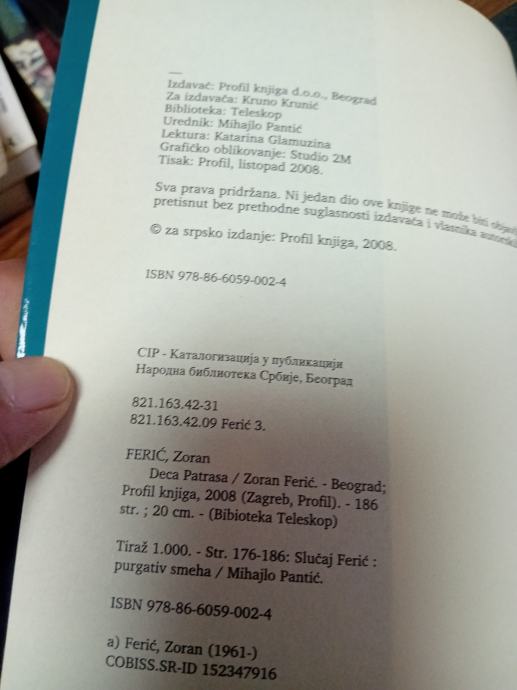 Izdavač: Profil knjiga d.o.o., Beograd
Za izdavača: Kruno Krunić
Biblioteka: Teleskop
Urednik: Mihajlo Pantić
Lektura: Katarina Glamuzina
Grafičko oblikovanje: Studio 2M
Tisak: Profil, listopad 2008.
Sva prava pridržana. Ni jedan dio ove knjige ne može biti
pretisnut bez prethodne suglasnosti izdavača i vlasnika
© za srpsko izdanje: Profil knjiga, 2008.
ISBN 978-86-6059-002-4
CIP - Каталогизација у публикацији
Народна библиотека Србије, Београд
821.163.42-31
821.163.42.09 Ferić 3.
FERIĆ, Zoran
Deca Patrasa / Zoran Ferić. - Beograd;
Profil knjiga, 2008 (Zagreb, Profil). - 186
str. ; 20 cm. - (Bibioteka Teleskop)
Tiraž 1.000. - Str. 176-186: Slučaj Ferić :
purgativ smeha / Mihajlo Pantić.
ISBN 978-86-6059-002-4
a) Ferić, Zoran (1961-)
COBISS.SR-ID 152347916